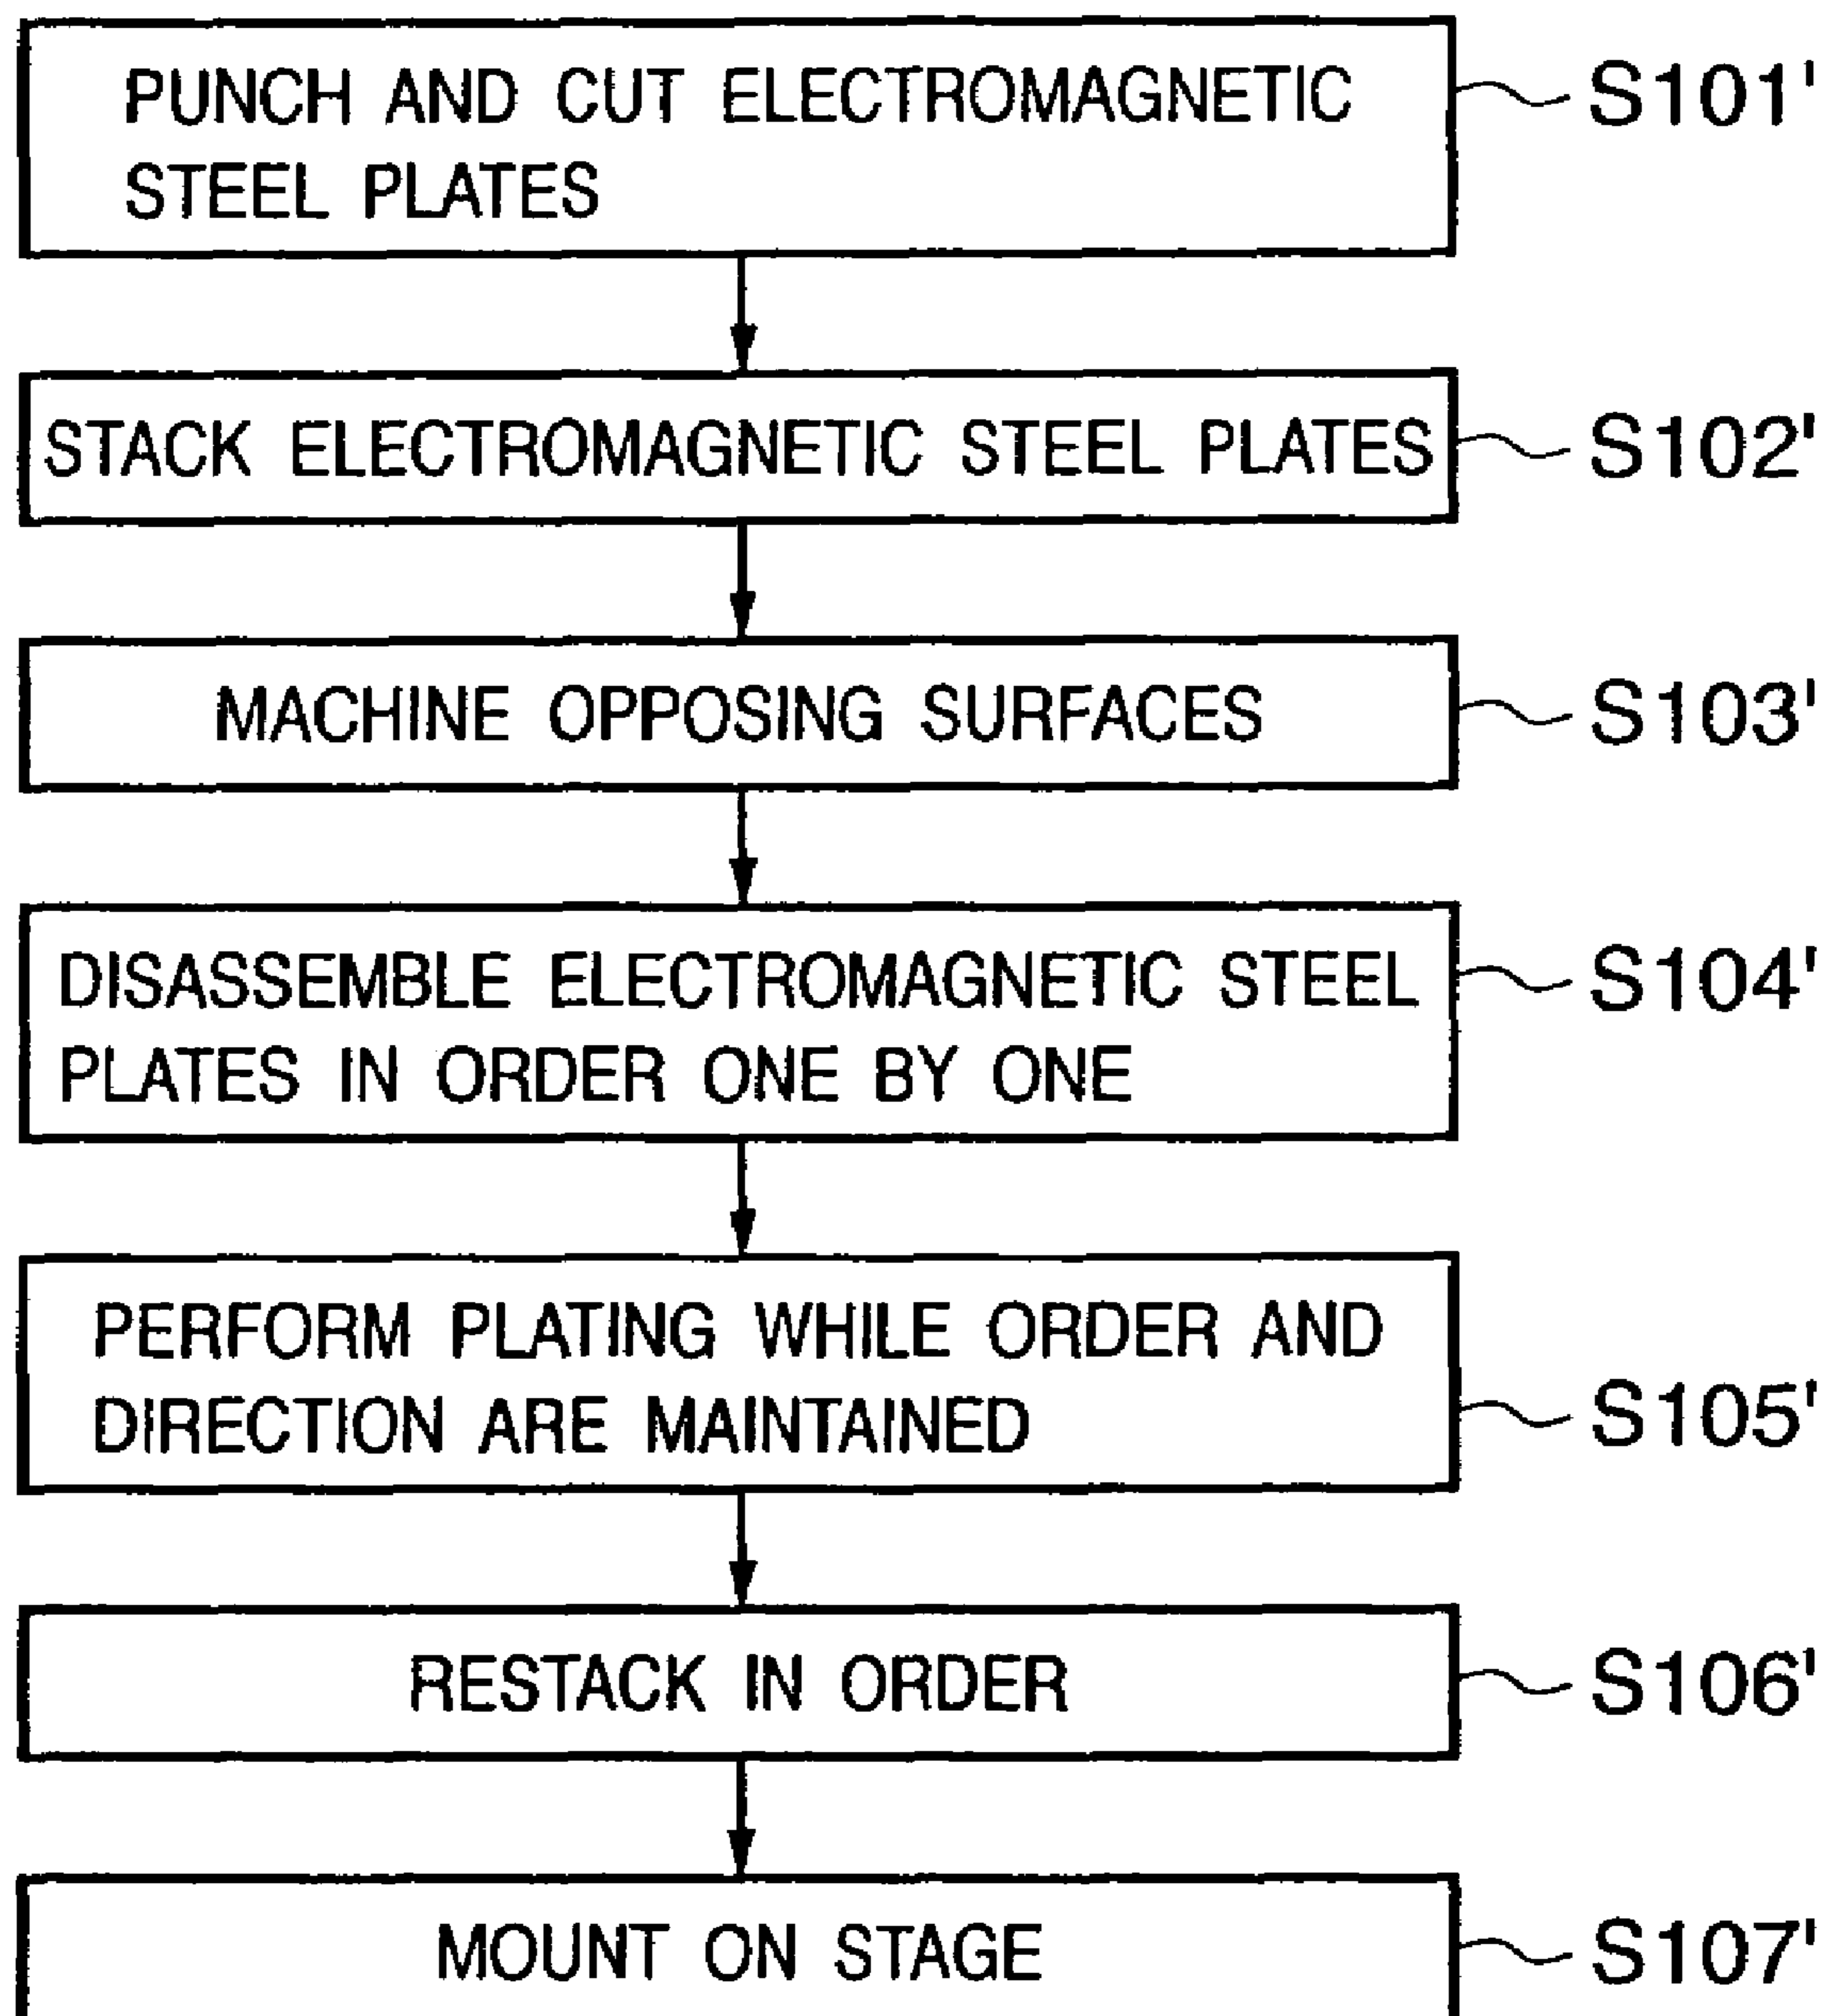 PUNCH AND CUT ELECTROMAGNETIC
STEEL PLATES
S101'
STACK ELECTROMAGNETIC STEEL PLATES
S102'
MACHINE OPPOSING SURFACES
S103'
DISASSEMBLE ELECTROMAGNETIC STEEL
PLATES IN ORDER ONE BY ONE
S104'
PERFORM PLATING WHILE ORDER AND
DIRECTION ARE MAINTAINED
S105'
RESTACK IN ORDER
S106'
MOUNT ON STAGE
S107'